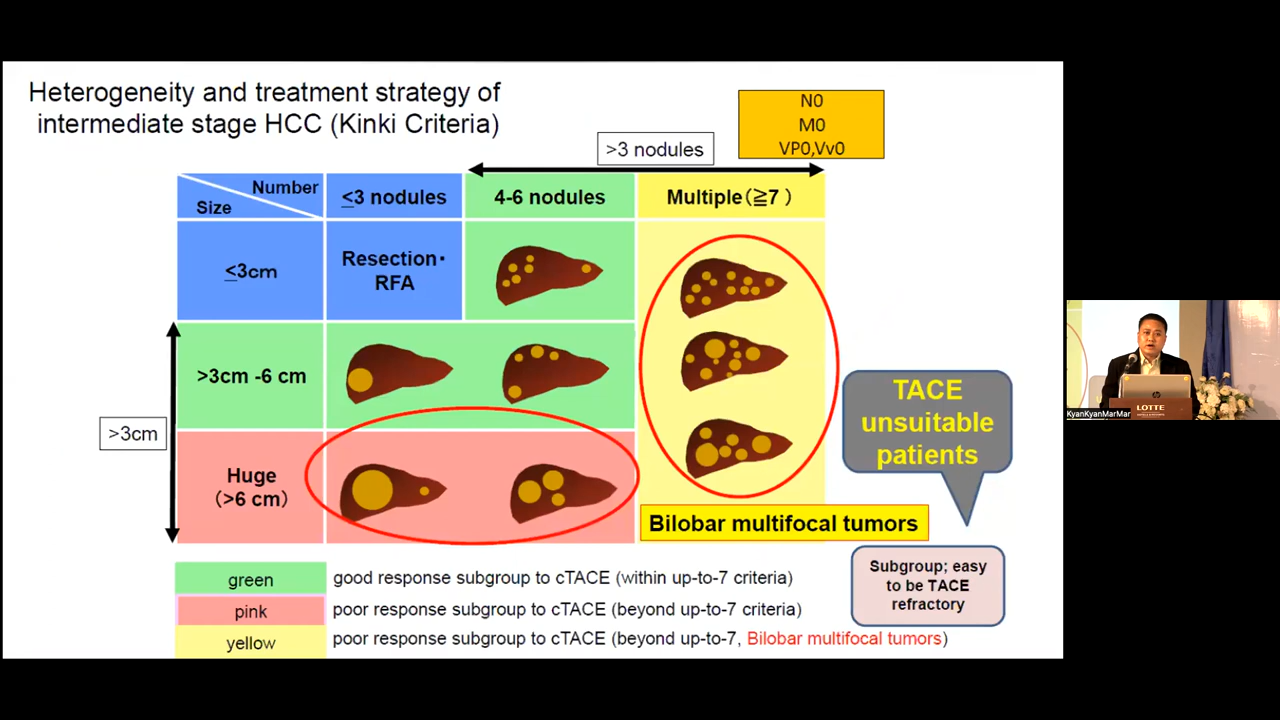 Heterogeneity and treatment strategy of
intermediate stage HCC (Kinki Criteria)
N0
M0
VP0,Vv0
>3 nodules
Number
Size
≤3 nodules
4-6 nodules
Multiple(≧7 )
≤3cm
Resection・
RFA
>3cm -6 cm
>3cm
Huge
(>6 cm)
TACE
unsuitable
patients
Bilobar multifocal tumors
Subgroup; easy
to be TACE
refractory
green
good response subgroup to cTACE (within up-to-7 criteria)
pink
poor response subgroup to cTACE (beyond up-to-7 criteria)
yellow
poor response subgroup to cTACE (beyond up-to-7, Bilobar multifocal tumors)
hp
LOTTE
KyanKyanMarMar